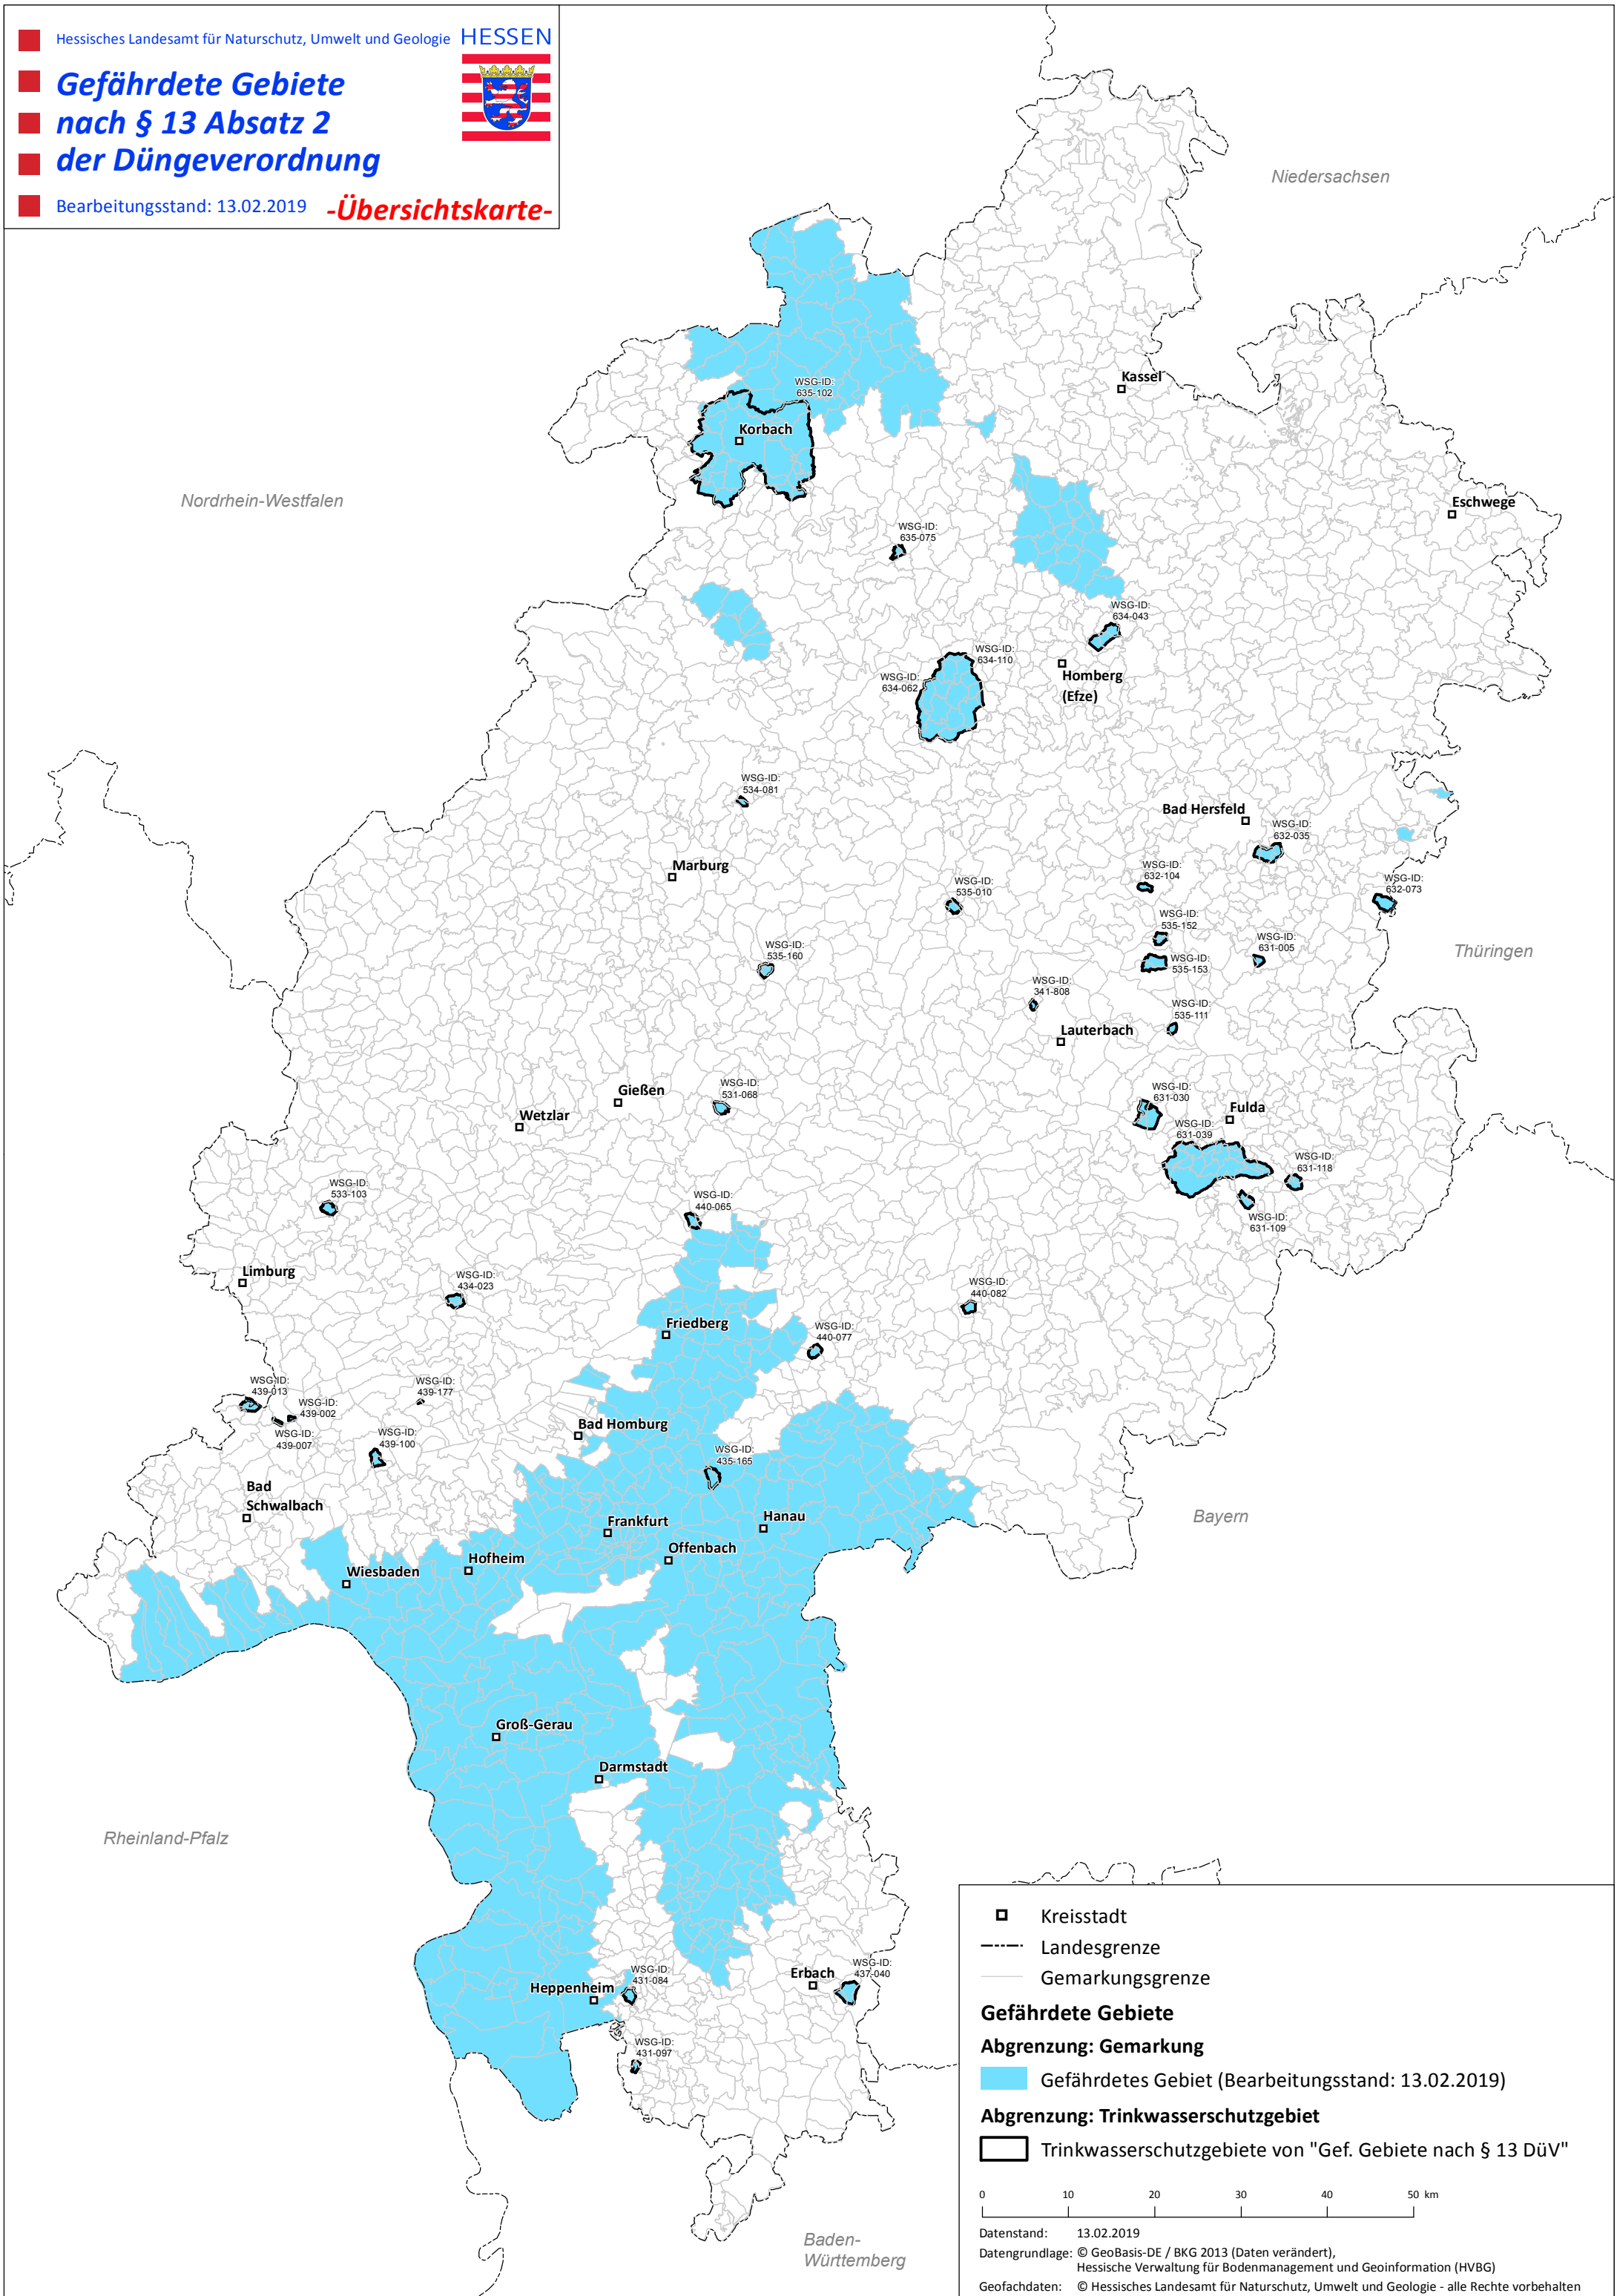 Hessisches Landesamt für Naturschutz, Umwelt und Geologie
HESSEN
Gefährdete Gebiete
nach § 13 Absatz 2
der Düngeverordnung
Bearbeitungsstand: 13.02.2019
-Übersichtskarte-
Niedersachsen
Kassel
WSG-ID:
635-102
Korbach
Nordrhein-Westfalen
Eschwege
WSG-ID:
635-075
WSG-ID:
634-043
WSG-ID:
634-110
WSG-ID:
634-062
Homberg
(Efze)
WSG-ID:
534-081
Bad Hersfeld
WSG-ID:
632-035
Marburg
WSG-ID:
632-104
WSG-ID:
535-010
WSG-ID:
632-073
WSG-ID:
535-152
WSG-ID:
631-005
WSG-ID:
535-160
WSG-ID:
535-153
Thüringen
WSG-ID:
341-808
WSG-ID:
535-111
Lauterbach
Gießen
WSG-ID:
531-068
WSG-ID:
631-030
Wetzlar
Fulda
WSG-ID:
631-039
WSG-ID:
631-118
WSG-ID:
533-103
WSG-ID:
440-065
WSG-ID:
631-109
Limburg
WSG-ID:
434-023
WSG-ID:
440-082
Friedberg
WSG-ID:
440-077
WSG-ID:
439-013
WSG-ID:
439-177
WSG-ID:
439-002
WSG-ID:
439-007
WSG-ID:
439-100
Bad Homburg
WSG-ID:
435-165
Bad
Schwalbach
Hanau
Frankfurt
Bayern
Offenbach
Hofheim
Wiesbaden
Groß-Gerau
Darmstadt
Rheinland-Pfalz
WSG-ID:
431-084
Heppenheim
Erbach
WSG-ID:
437-040
WSG-ID:
431-097
Baden-
Württemberg
Kreisstadt
Landesgrenze
Gemarkungsgrenze
Gefährdete Gebiete
Abgrenzung: Gemarkung
Gefährdetes Gebiet (Bearbeitungsstand: 13.02.2019)
Abgrenzung: Trinkwasserschutzgebiet
Trinkwasserschutzgebiete von "Gef. Gebiete nach § 13 DüV"
0 10 20 30 40 50 km
Datenstand: 13.02.2019
Datengrundlage: © GeoBasis-DE / BKG 2013 (Daten verändert),
Hessische Verwaltung für Bodenmanagement und Geoinformation (HVBG)
Geofachdaten: © Hessisches Landesamt für Naturschutz, Umwelt und Geologie - alle Rechte vorbehalten